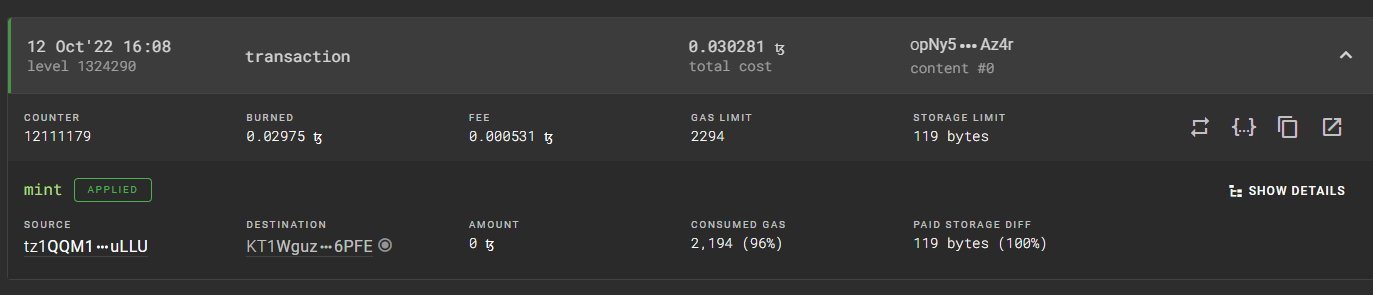 12 Oct'22 16:08 transaction 0.030281 ꜩ opNy5•••Az4r
level 1324290 total cost content #0
COUNTER BURNED FEE GAS LIMIT STORAGE LIMIT
12111179 0.02975 ꜩ 0.000531 ꜩ 2294 119 bytes
{...}
mint APPLIED SHOW DETAILS
SOURCE DESTINATION AMOUNT CONSUMED GAS PAID STORAGE DIFF
tz1QQM1•••uLLU KT1Wguz•••6PFE 0 ꜩ 2,194 (96%) 119 bytes (100%)